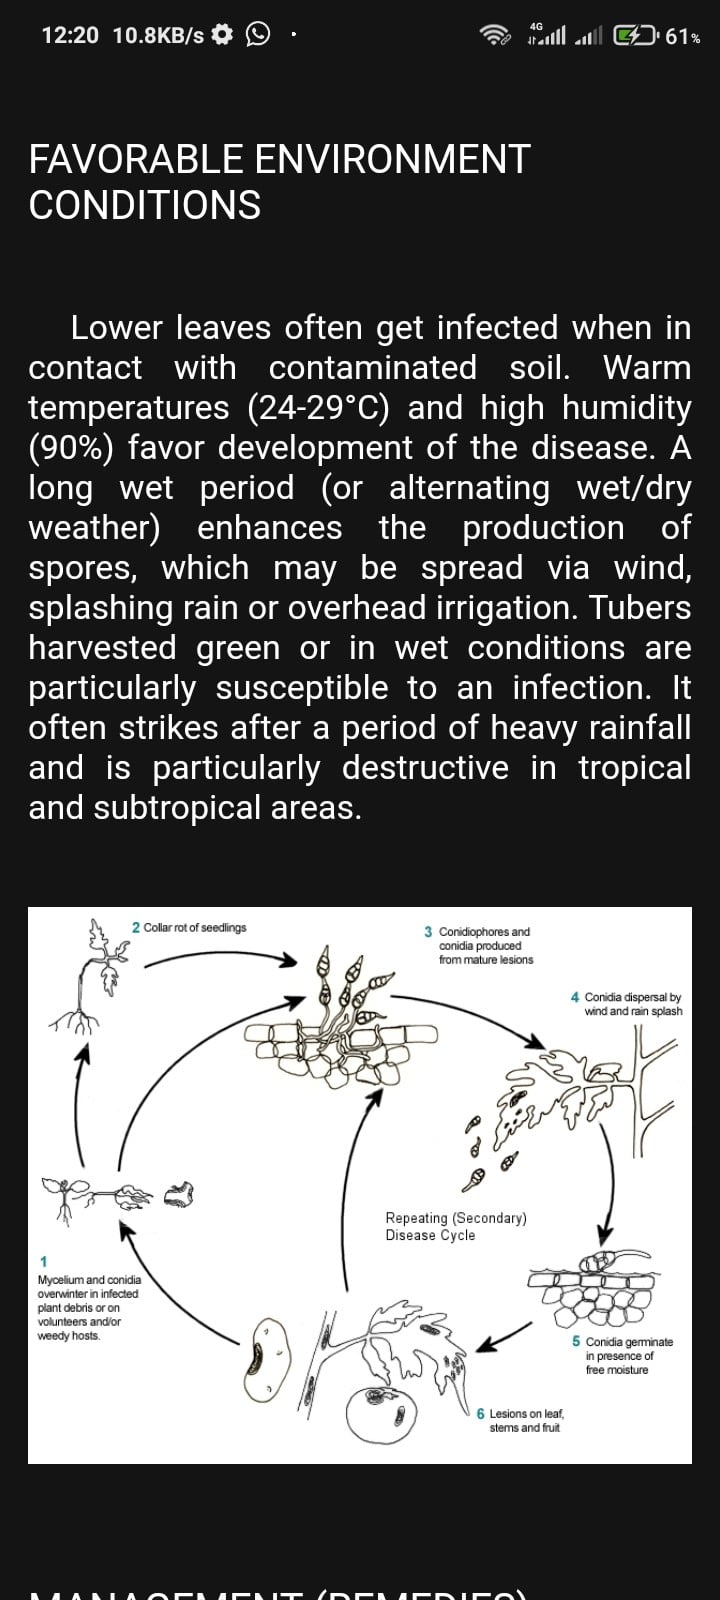 12:20 10.8KB/s
4G
61%
FAVORABLE ENVIRONMENT
CONDITIONS
Lower leaves often get infected when in
contact with contaminated soil. Warm
temperatures (24-29°C) and high humidity
(90%) favor development of the disease. A
long wet period (or alternating wet/dry
weather) enhances the production of
spores, which may be spread via wind,
splashing rain or overhead irrigation. Tubers
harvested green or in wet conditions are
particularly susceptible to an infection. It
often strikes after a period of heavy rainfall
and is particularly destructive in tropical
and subtropical areas.
2 Collar rot of seedlings
3 Conidiophores and
conidia produced
from mature lesions
4 Conidia dispersal by
wind and rain splash
Repeating (Secondary)
Disease Cycle
1
Mycelium and conidia
overwinter in infected
plant debris or on
volunteers and/or
weedy hosts.
5 Conidia germinate
in presence of
free moisture
6 Lesions on leaf,
stems and fruit
MANAGEMENT (REMEDIES)